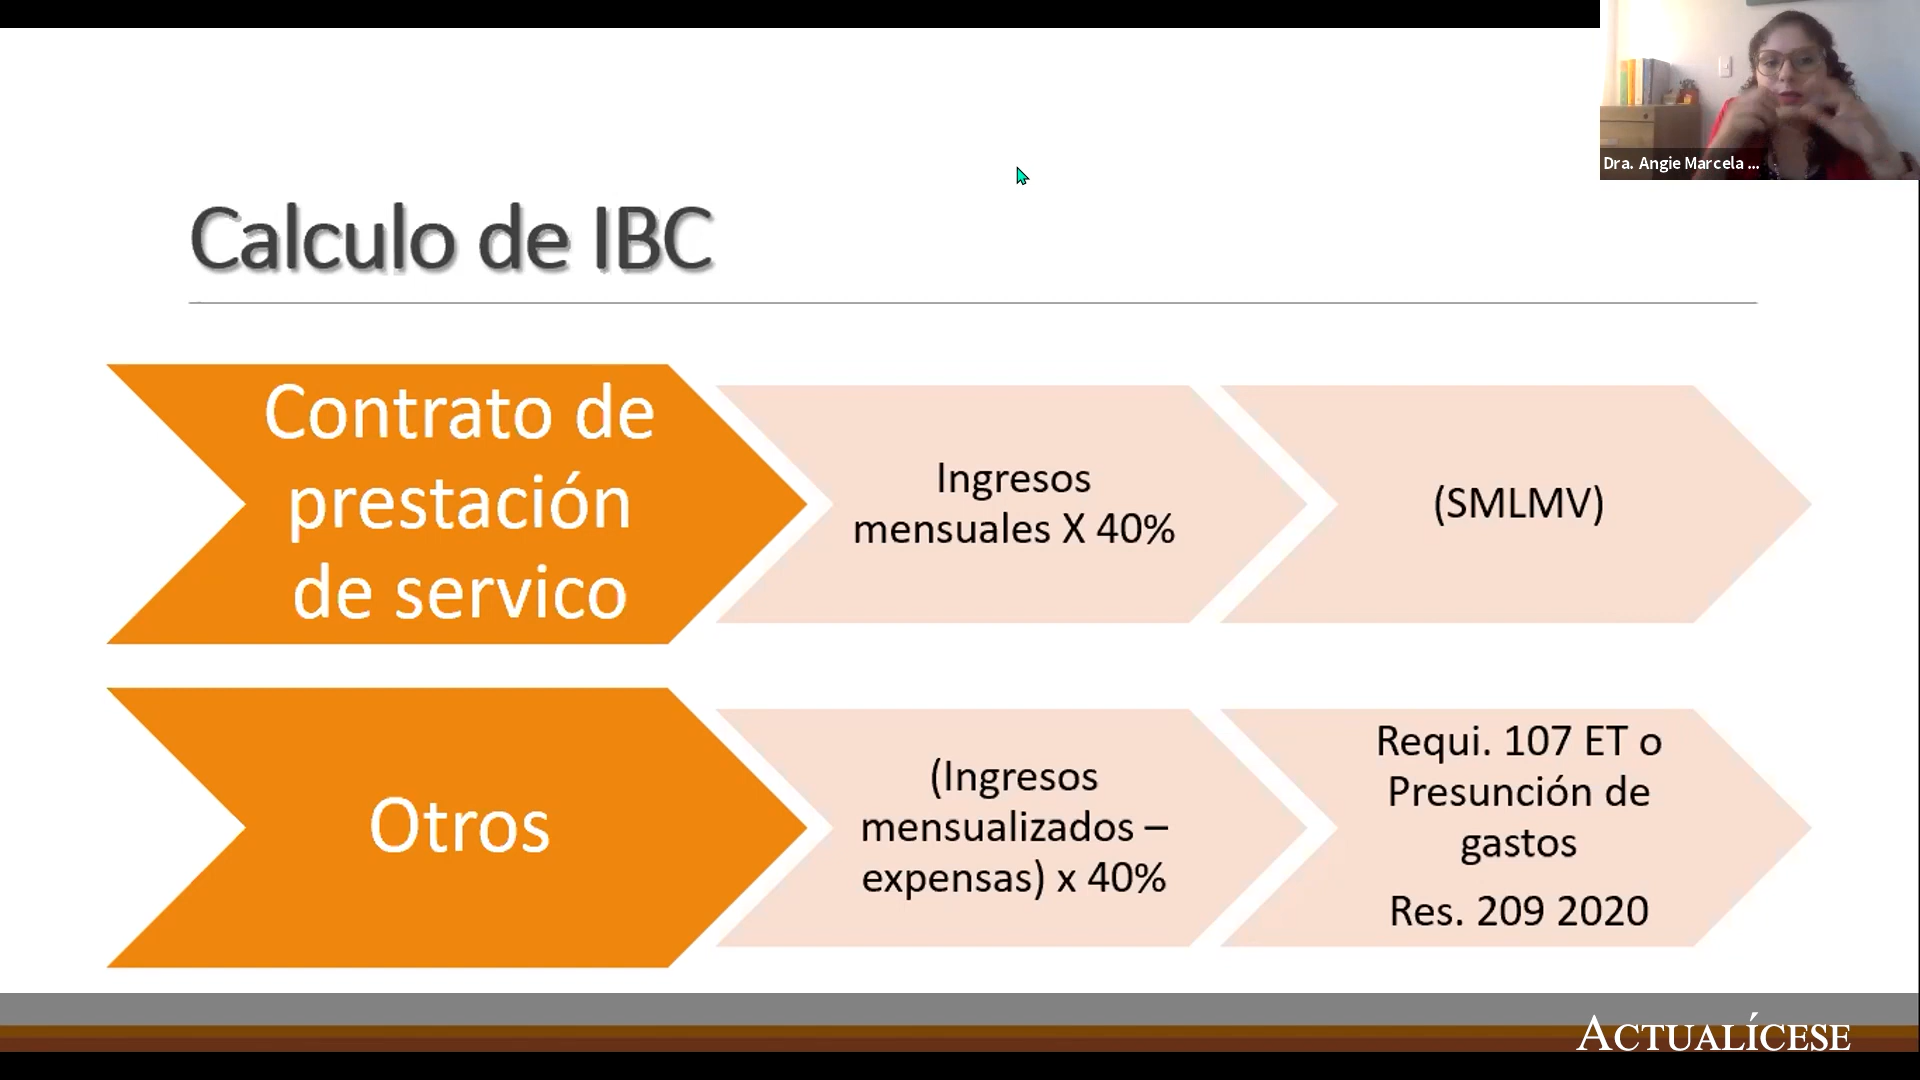 Dra. Angie Marcela ...
Calculo de IBC
Contrato de
prestación
de servico
Ingresos
mensuales X 40%
(SMLMV)
Otros
(Ingresos
mensualizados –
expensas) x 40%
Requi. 107 ET o
Presunción de
gastos
Res. 209 2020
ACTUALÍCESE